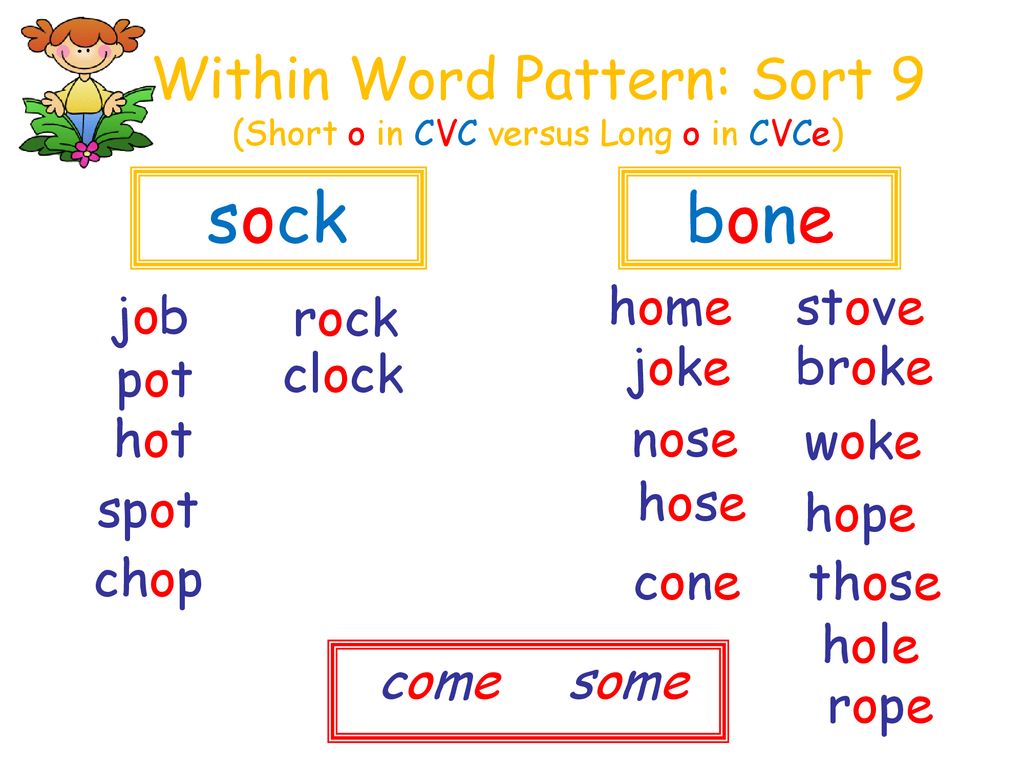 Within Word Pattern: Sort 9
(Short o in CVC versus Long o in CVCe)
sock
bone
job rock
pot clock
hot
spot
chop
home stove
joke broke
nose woke
hose hope
cone those
hole
rope
come some